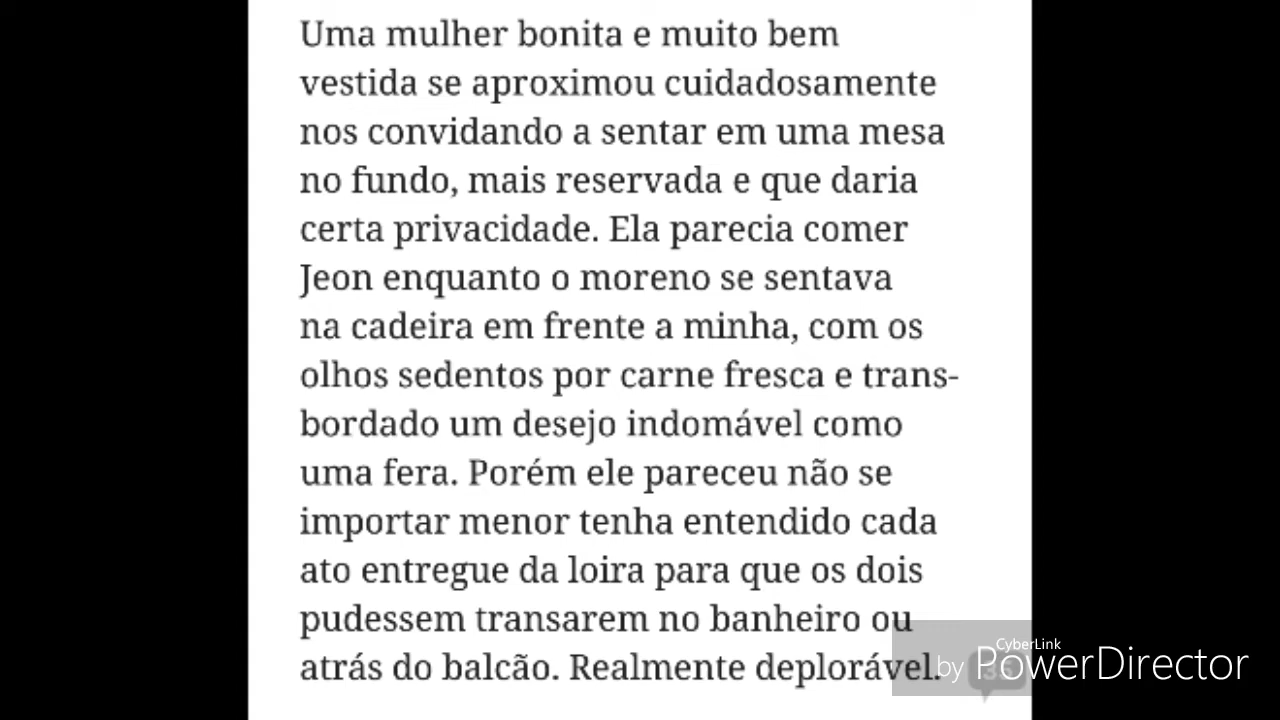 Uma mulher bonita e muito bem
vestida se aproximou cuidadosamente
nos convidando a sentar em uma mesa
no fundo, mais reservada e que daria
certa privacidade. Ela parecia comer
Jeon enquanto o moreno se sentava
na cadeira em frente a minha, com os
olhos sedentos por carne fresca e trans-
bordado um desejo indomável como
uma fera. Porém ele pareceu não se
importar menor tenha entendido cada
ato entregue da loira para que os dois
pudessem transarem no banheiro ou
atrás do balcão. Realmente deplorável.
CyberLink
by PowerDirector